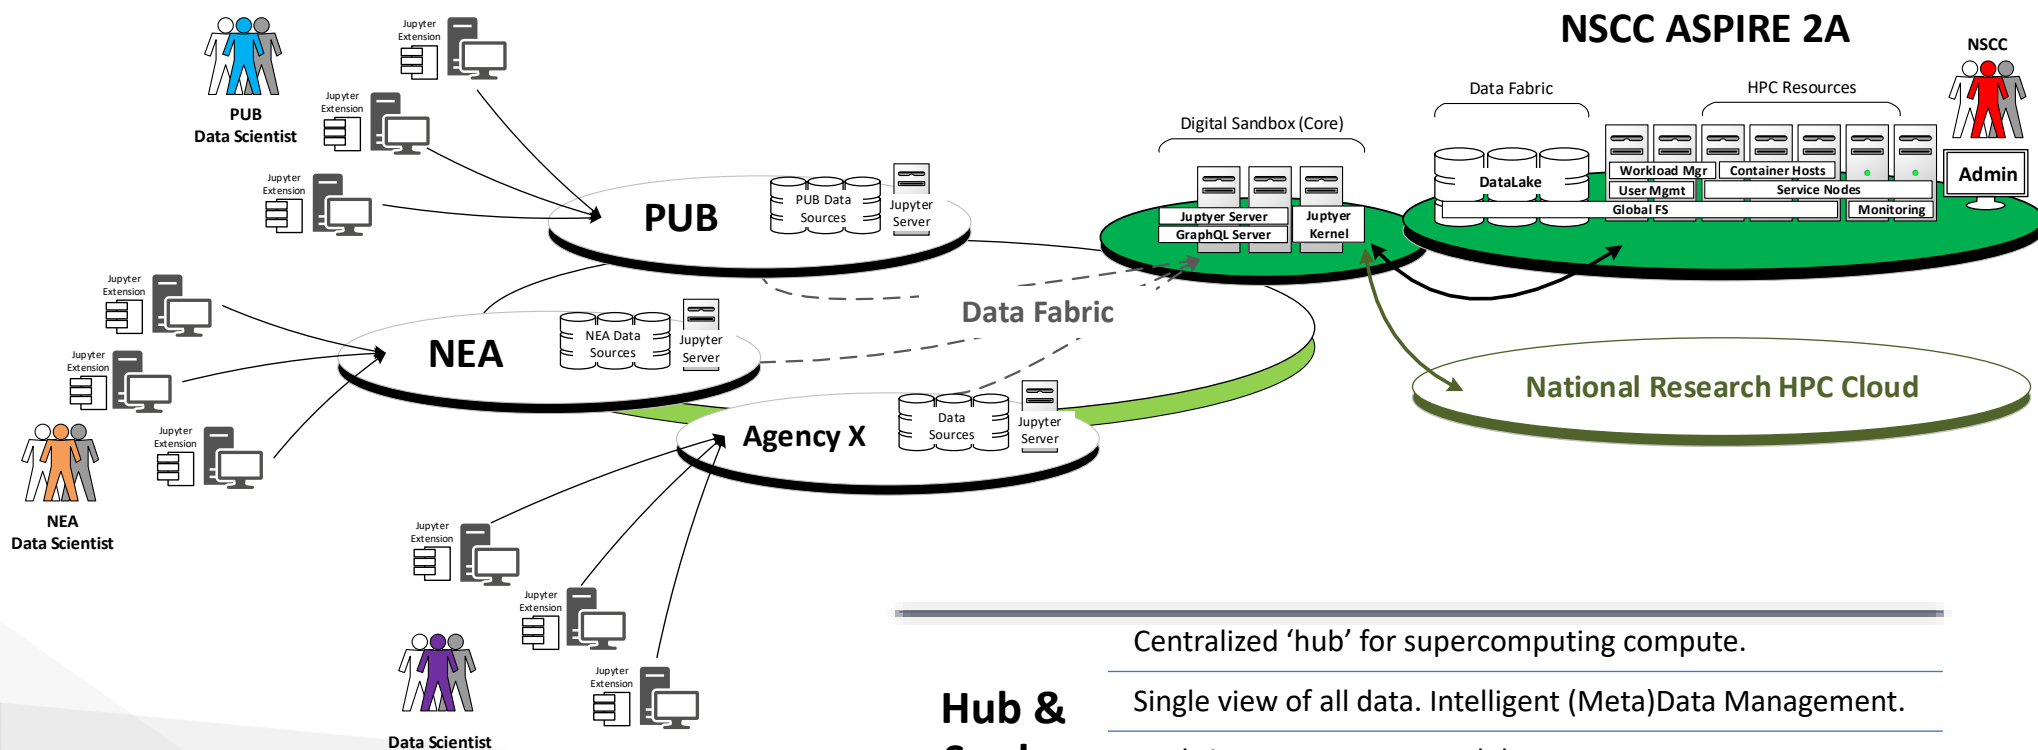 NSCC ASPIRE 2A
NSCC
Data Fabric
HPC Resources
Digital Sandbox (Core)
Workload Mgr
Container Hosts
DataLake
User Mgmt
Service Nodes
Global FS
Monitoring
Admin
Juptyer Server
GraphQL Server
Juptyer
Kernel
Jupyter
Extension
Jupyter
Extension
Jupyter
Extension
PUB
Data Scientist
PUB
PUB Data
Sources
Jupyter
Server
Jupyter
Extension
Jupyter
Extension
Jupyter
Extension
NEA
Data Scientist
NEA
NEA Data
Sources
Jupyter
Server
Data Fabric
National Research HPC Cloud
Agency X
Data
Sources
Jupyter
Server
Jupyter
Extension
Jupyter
Extension
Jupyter
Extension
Data Scientist
Centralized ‘hub’ for supercomputing compute.
Hub &
Single view of all data. Intelligent (Meta)Data Management.